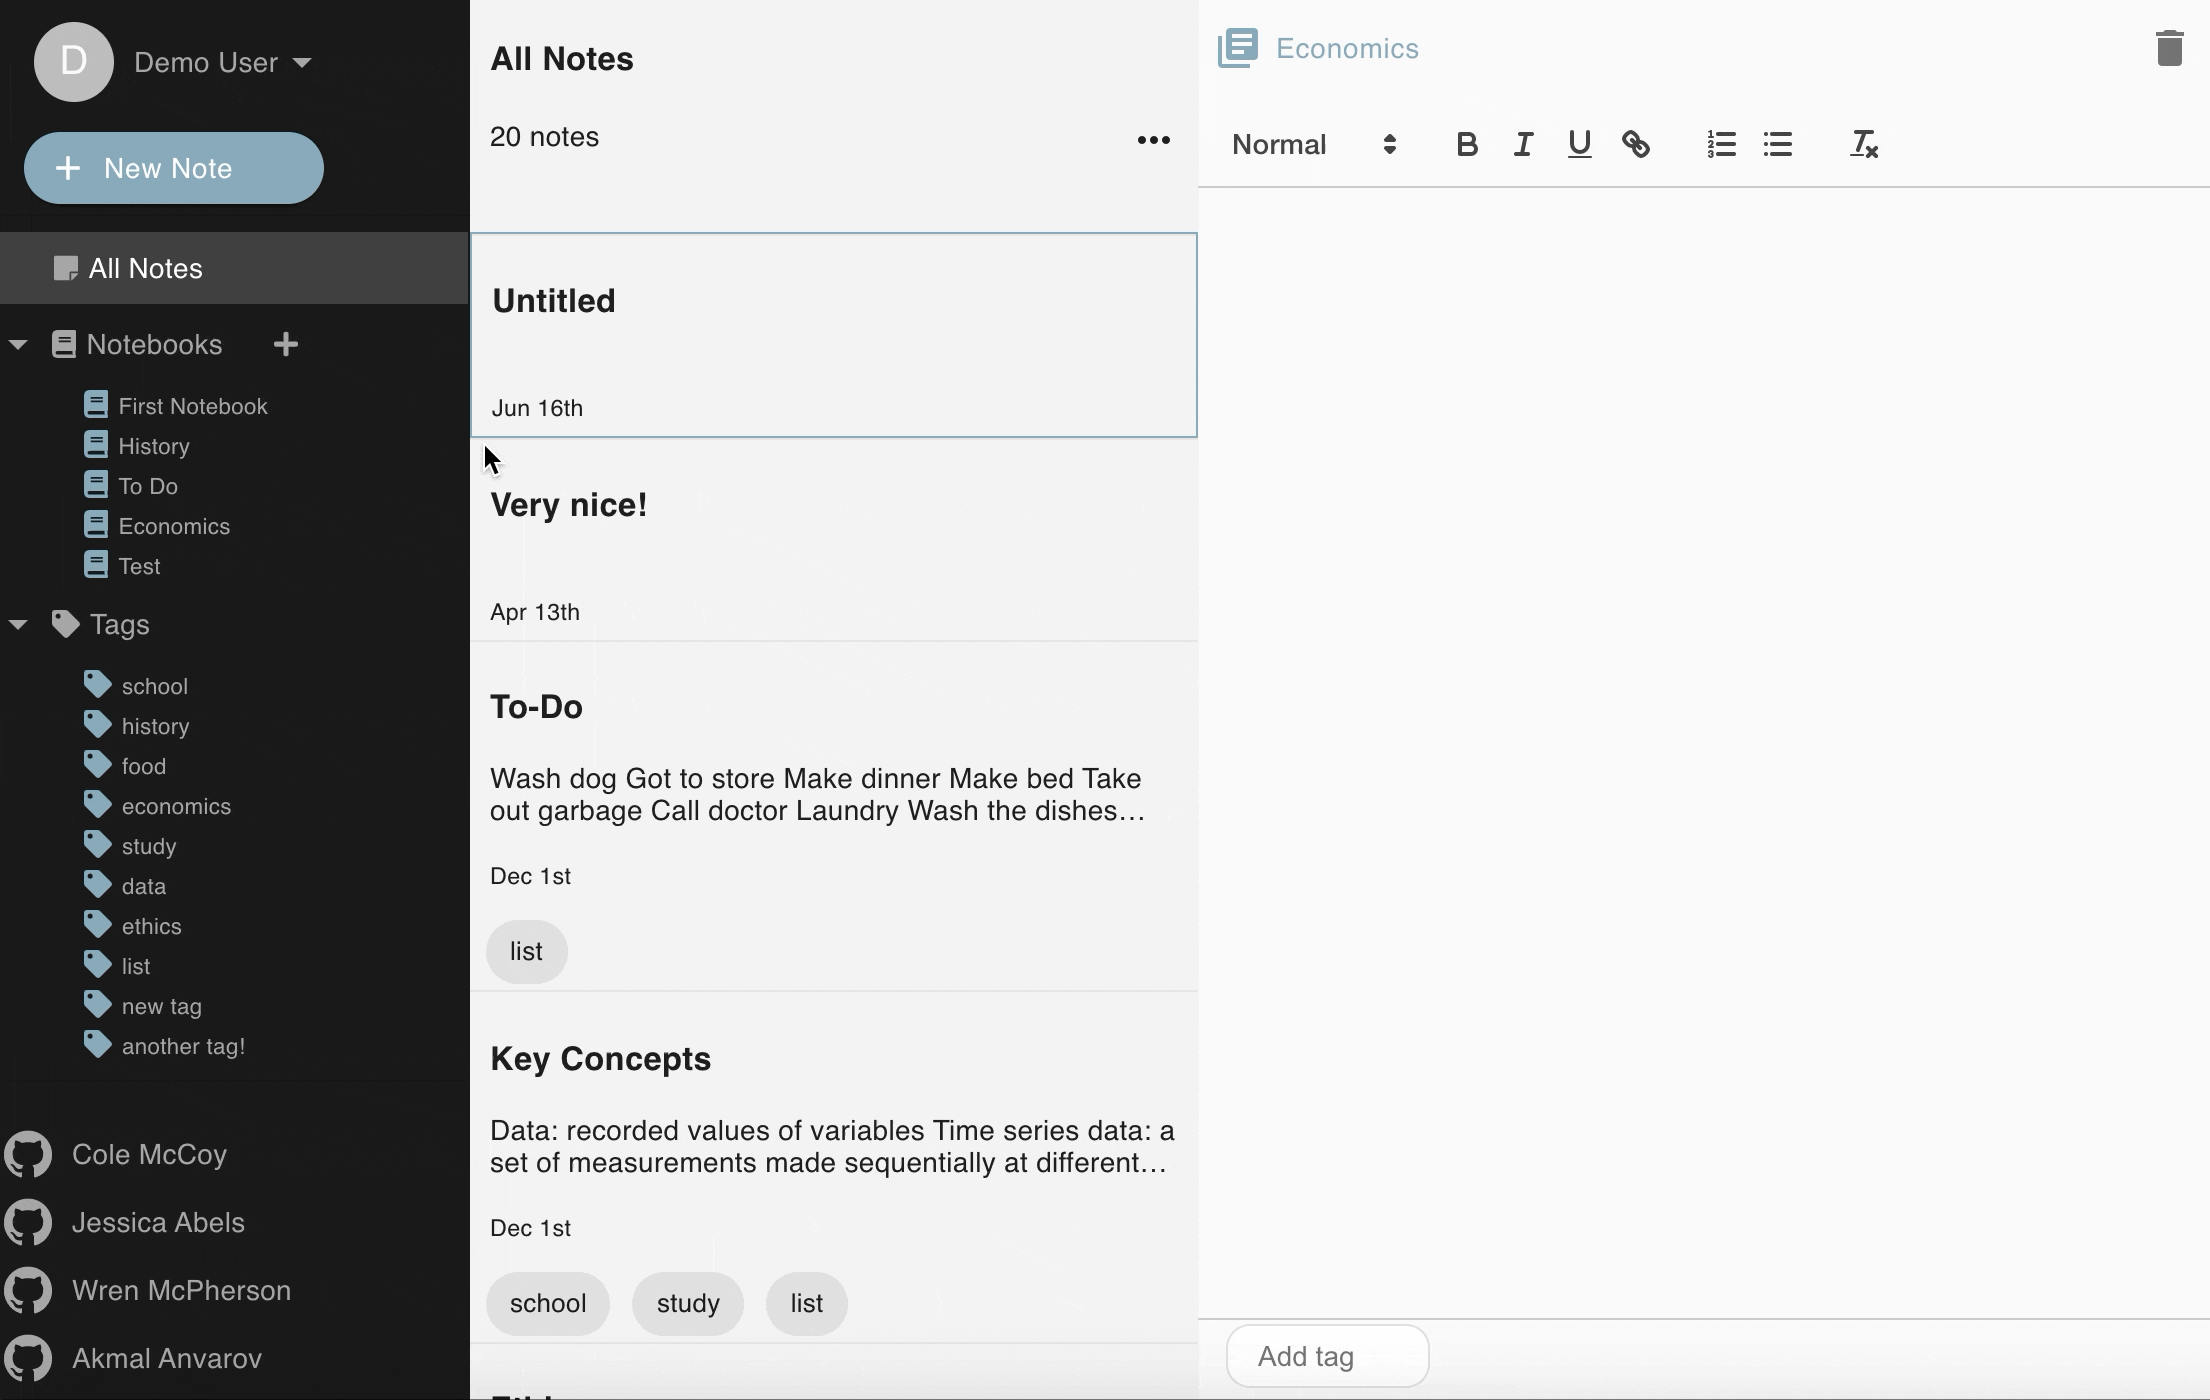 D
Demo User
New Note
All Notes
Notebooks
First Notebook
History
To Do
Economics
Test
Tags
school
history
food
economics
study
data
ethics
list
new tag
another tag!
Cole McCoy
Jessica Abels
Wren McPherson
Akmal Anvarov
All Notes
20 notes
Untitled
Jun 16th
Very nice!
Apr 13th
To-Do
Wash dog Got to store Make dinner Make bed Take
out garbage Call doctor Laundry Wash the dishes...
Dec 1st
list
Key Concepts
Data: recorded values of variables Time series data: a
set of measurements made sequentially at different...
Dec 1st
school study list
Economics
Normal B I U
Add tag